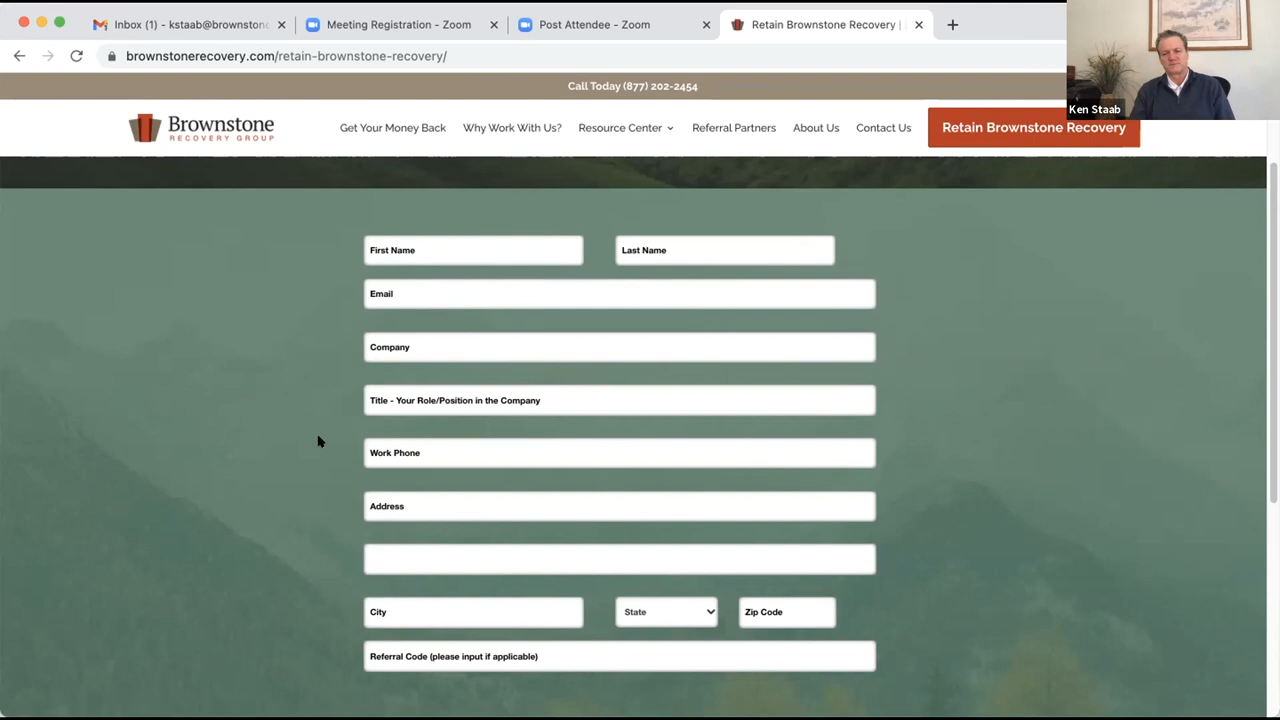 Inbox (1) - kstaab@brownstone
Meeting Registration - Zoom
Post Attendee - Zoom
Retain Brownstone Recovery |
brownstonerecovery.com/retain-brownstone-recovery/
Ken Staab
Call Today (877) 202-2454
Brownstone
RECOVERY GROUP
Get Your Money Back
Why Work With Us?
Resource Center
Referral Partners
About Us
Contact Us
Retain Brownstone Recovery
First Name
Last Name
Email
Company
Title - Your Role/Position in the Company
Work Phone
Address
City
State
Zip Code
Referral Code (please input if applicable)